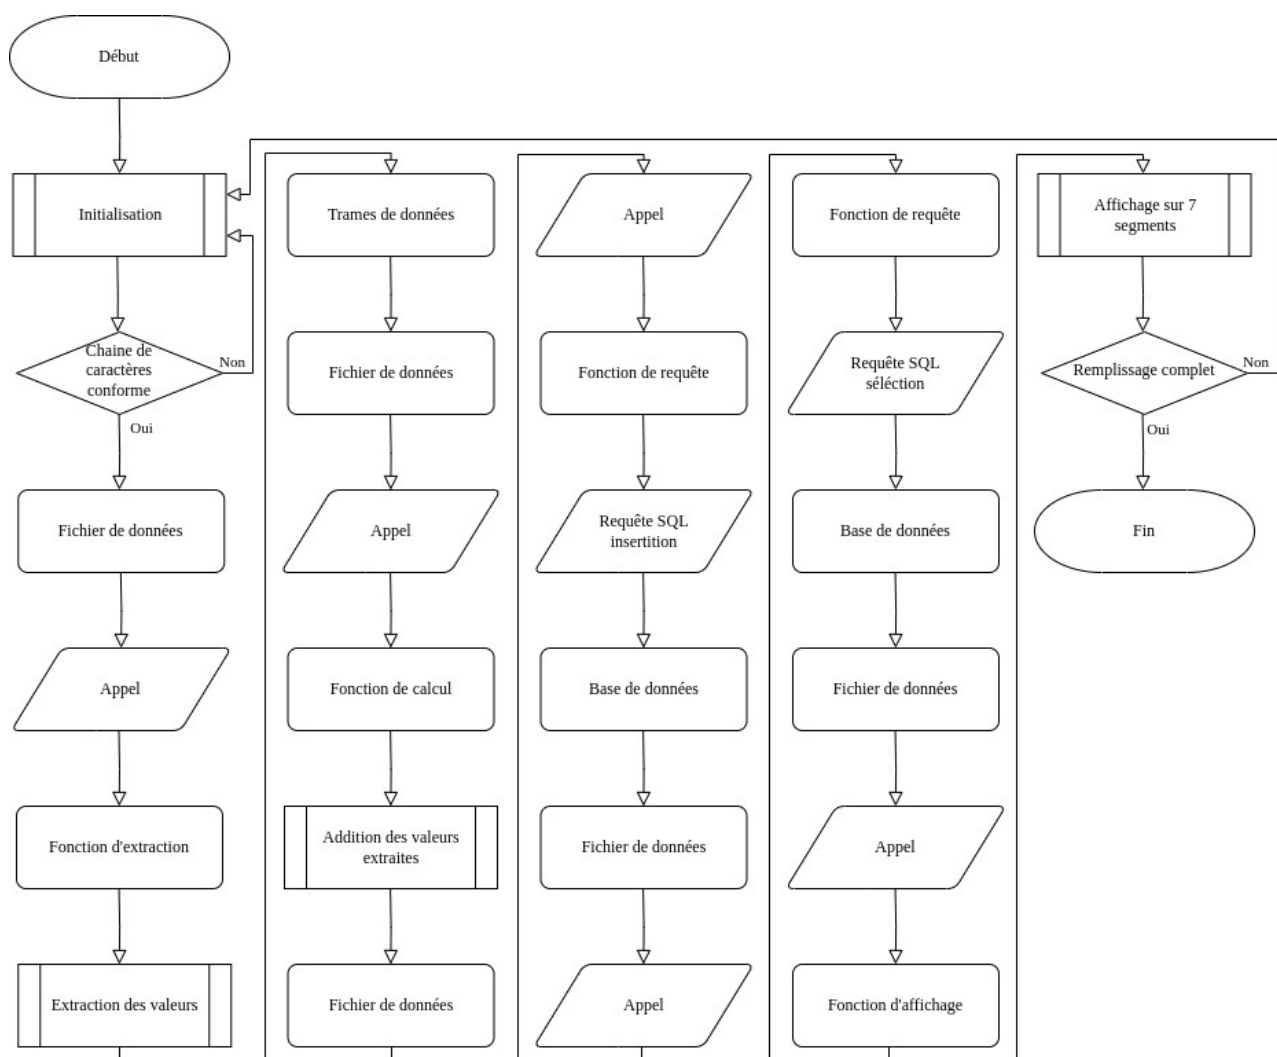 Début
Initialisation
Chaine de
caractères
conforme
Non
Oui
Fichier de données
Appel
Fonction d'extraction
Extraction des valeurs
Trames de données
Fichier de données
Appel
Fonction de calcul
Addition des valeurs
extraites
Fichier de données
Appel
Fonction de requête
Requête SQL
insertition
Base de données
Fichier de données
Appel
Fonction de requête
Requête SQL
séléction
Base de données
Fichier de données
Appel
Fonction d'affichage
Affichage sur 7
segments
Remplissage complet
Non
Oui
Fin